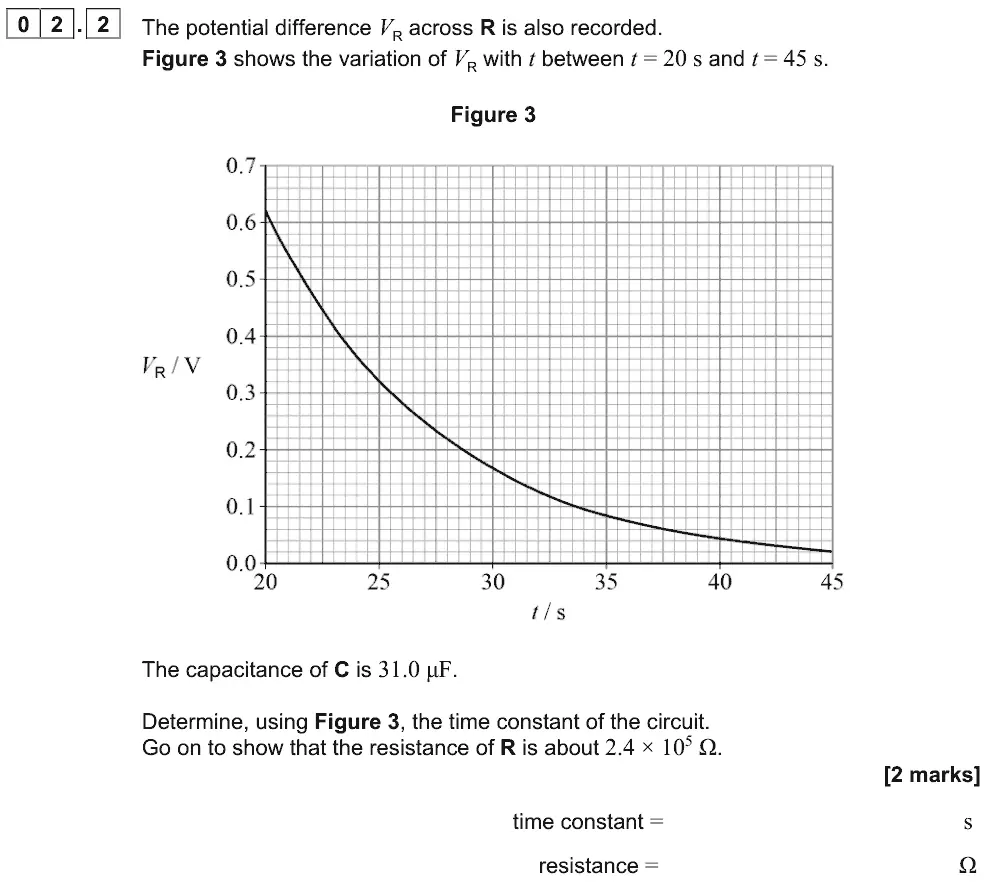 0 2 . 2 The potential difference V_R across R is also recorded.
Figure 3 shows the variation of V_R with t between t = 20 s and t = 45 s.
Figure 3
0.7
0.6
0.5
0.4
V_R / V
0.3
0.2
0.1
0.0
20 25 30 35 40 45
t / s
The capacitance of C is 31.0 μF.
Determine, using Figure 3, the time constant of the circuit.
Go on to show that the resistance of R is about 2.4 × 10⁵ Ω.
[2 marks]
time constant = s
resistance = Ω